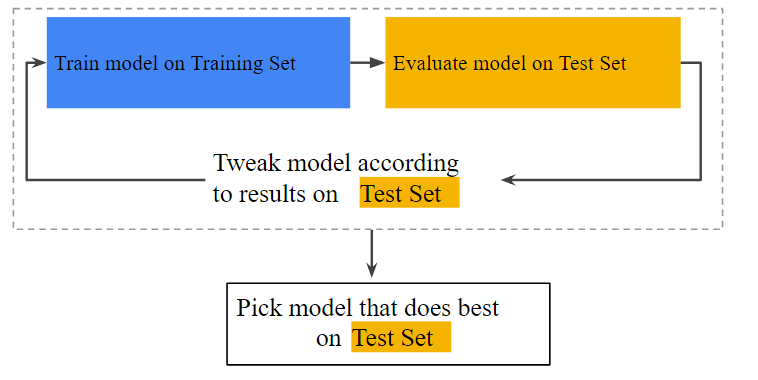 Train model on Training Set
Evaluate model on Test Set
Tweak model according
to results on Test Set
Pick model that does best
on Test Set